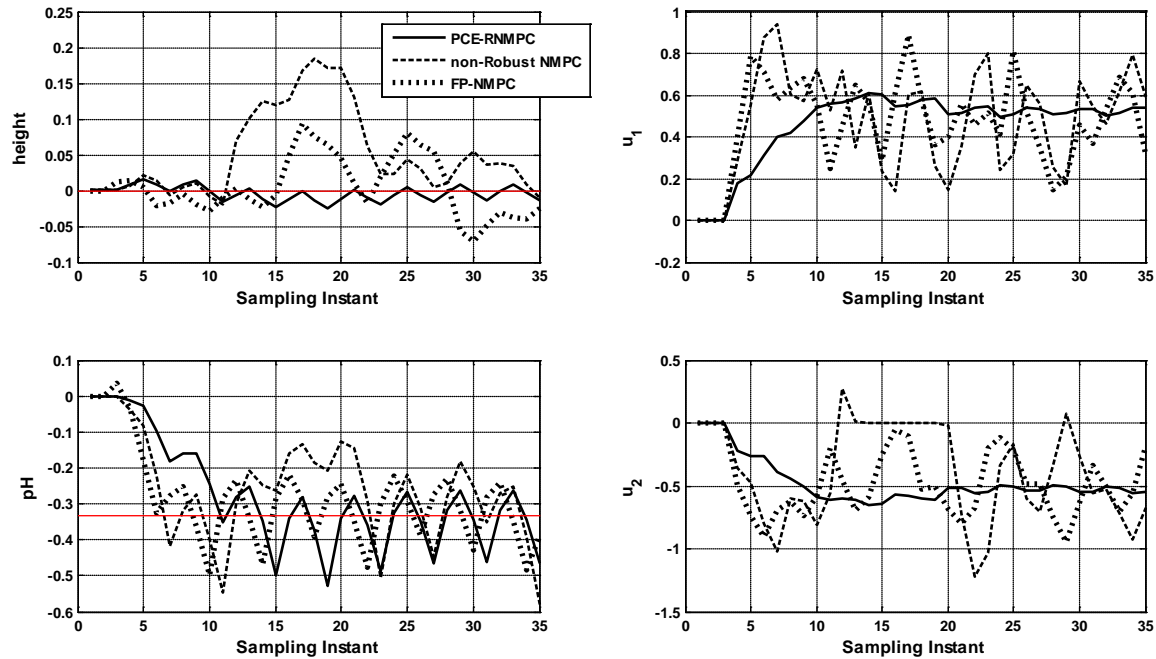 0.25
0.2
0.15
0.1
0.05
0
-0.05
-0.1
height
0 5 10 15 20 25 30 35
Sampling Instant
PCE-RNMPC
non-Robust NMPC
FP-NMPC
1
0.8
0.6
0.4
0.2
0
-0.2
u1
0 5 10 15 20 25 30 35
Sampling Instant
0.1
0
-0.1
-0.2
-0.3
-0.4
-0.5
-0.6
pH
0 5 10 15 20 25 30 35
Sampling Instant
0.5
0
-0.5
-1
-1.5
u2
0 5 10 15 20 25 30 35
Sampling Instant